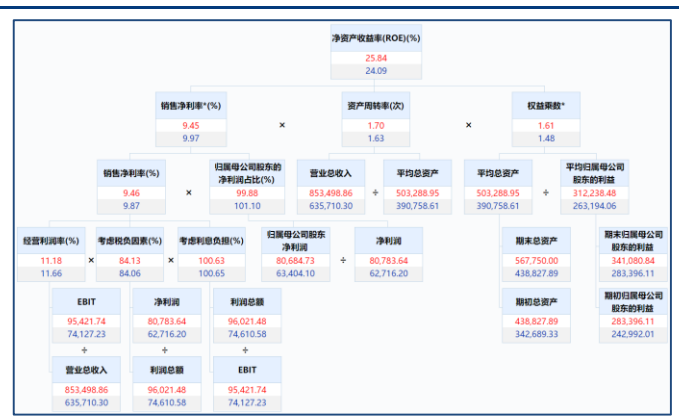 净资产收益率(ROE)(%)
25.84
24.09
销售净利率*(%)
9.45
9.97
×
资产周转率(次)
1.70
1.63
×
权益乘数*
1.61
1.48
销售净利率(%)
9.46
9.87
×
归属母公司股东的
净利润占比(%)
99.88
101.10
营业总收入
853,498.86
635,710.30
÷
平均总资产
503,288.95
390,758.61
平均总资产
503,288.95
390,758.61
÷
平均归属母公司
股东的利益
312,238.48
263,194.06
经营利润率(%)
11.18
11.66
×
考虑税负因素(%)
84.13
84.06
×
考虑利息负担(%)
100.63
100.65
归属母公司股东
净利润
80,684.73
63,404.10
÷
净利润
80,783.64
62,716.20
期末总资产
567,750.00
438,827.89
期末归属母公司
股东的利益
341,080.84
283,396.11
EBIT
95,421.74
74,127.23
÷
净利润
80,783.64
62,716.20
÷
利润总额
96,021.48
74,610.58
÷
期初总资产
438,827.89
342,689.33
期初归属母公司
股东的利益
283,396.11
242,992.01
营业总收入
853,498.86
635,710.30
利润总额
96,021.48
74,610.58
EBIT
95,421.74
74,127.23